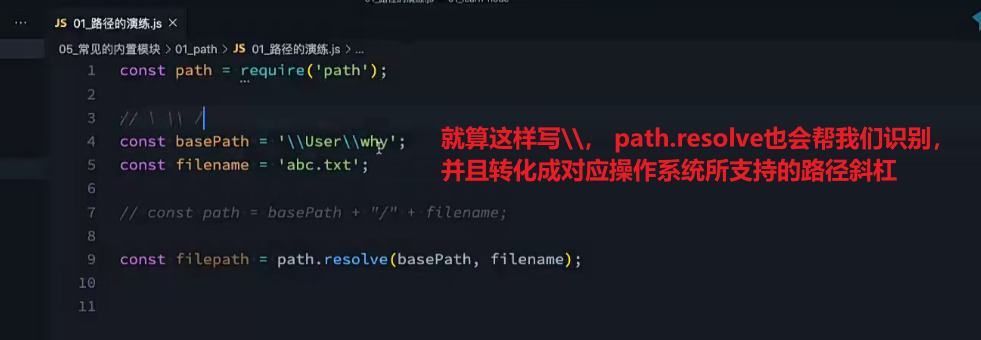 JS 01_路径的演练.js ×
05_常见的内置模块 > 01_path > JS 01_路径的演练.js > ...
1 const path = require('path');
2
3 // \ \\ /
4 const basePath = '\\User\\why';
5 const filename = 'abc.txt';
6
7 // const path = basePath + "/" + filename;
8
9 const filepath = path.resolve(basePath, filename);
10
11
就算这样写\\， path.resolve也会帮我们识别，
并且转化成对应操作系统所支持的路径斜杠